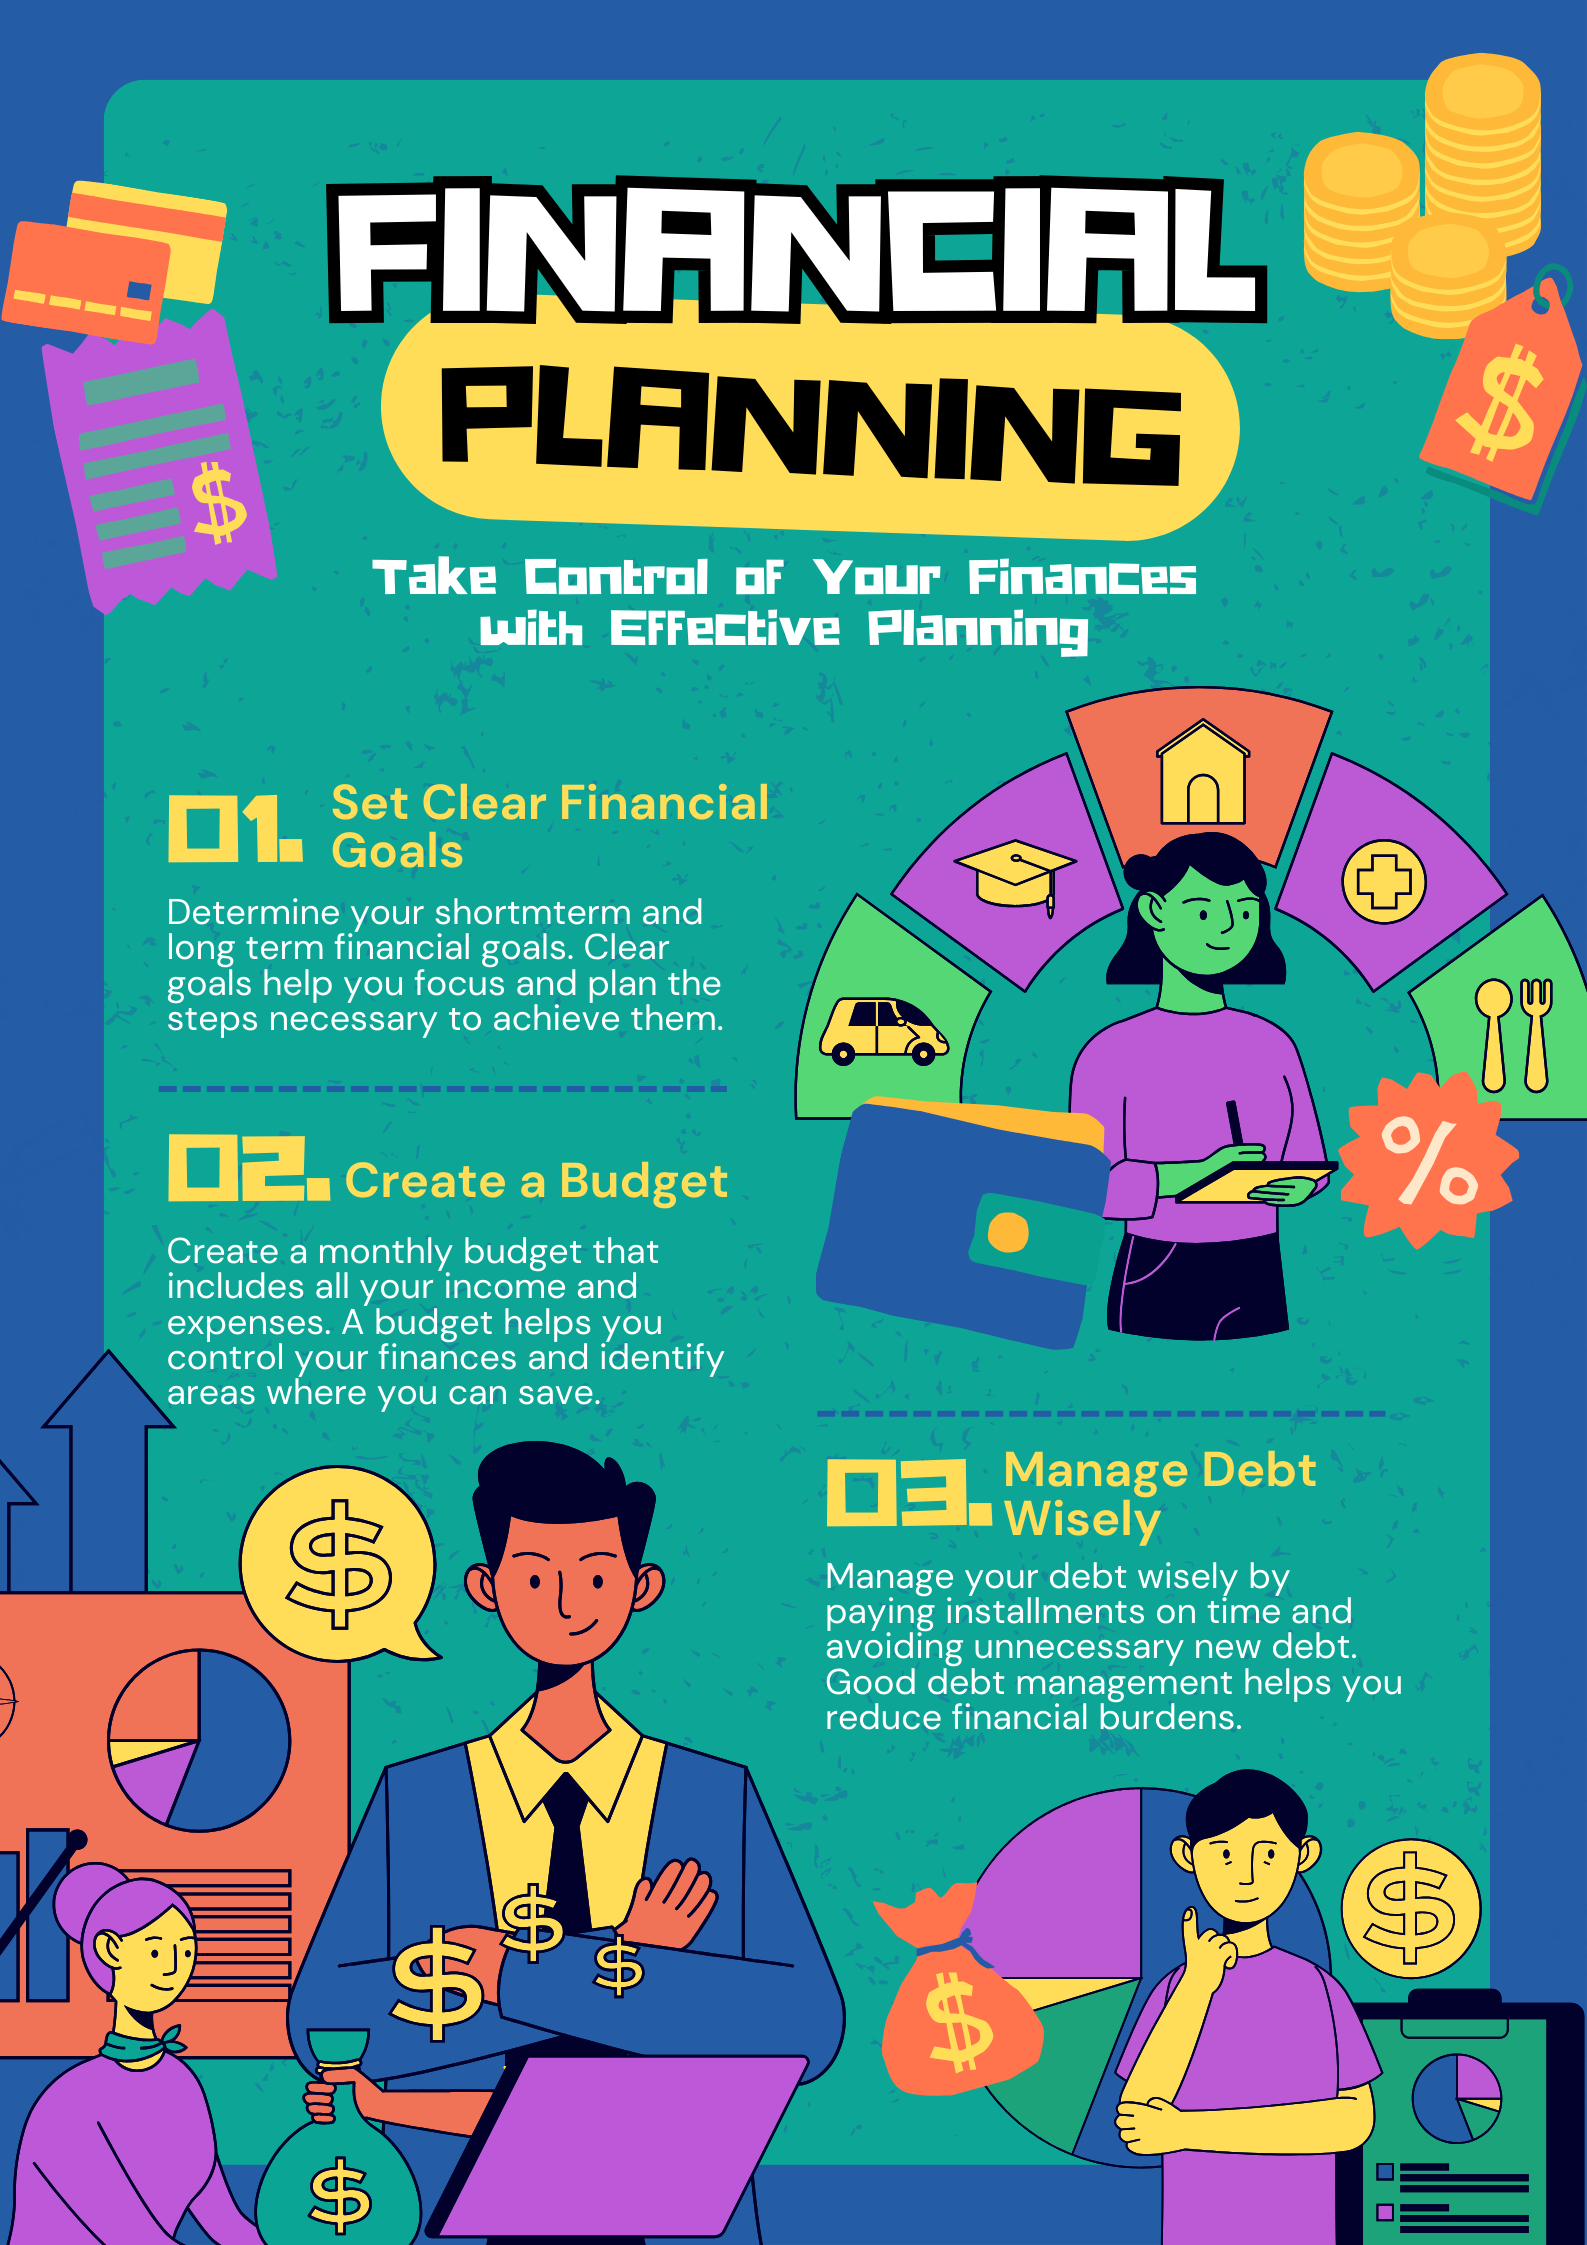 FINANCIAL
PLANNING
Take Control of Your Finances
with Effective Planning
01. Set Clear Financial
Goals
Determine your shortmterm and
long term financial goals. Clear
goals help you focus and plan the
steps necessary to achieve them.
02. Create a Budget
Create a monthly budget that
includes all your income and
expenses. A budget helps you
control your finances and identify
areas where you can save.
03. Manage Debt
Wisely
Manage your debt wisely by
paying installments on time and
avoiding unnecessary new debt.
Good debt management helps you
reduce financial burdens.